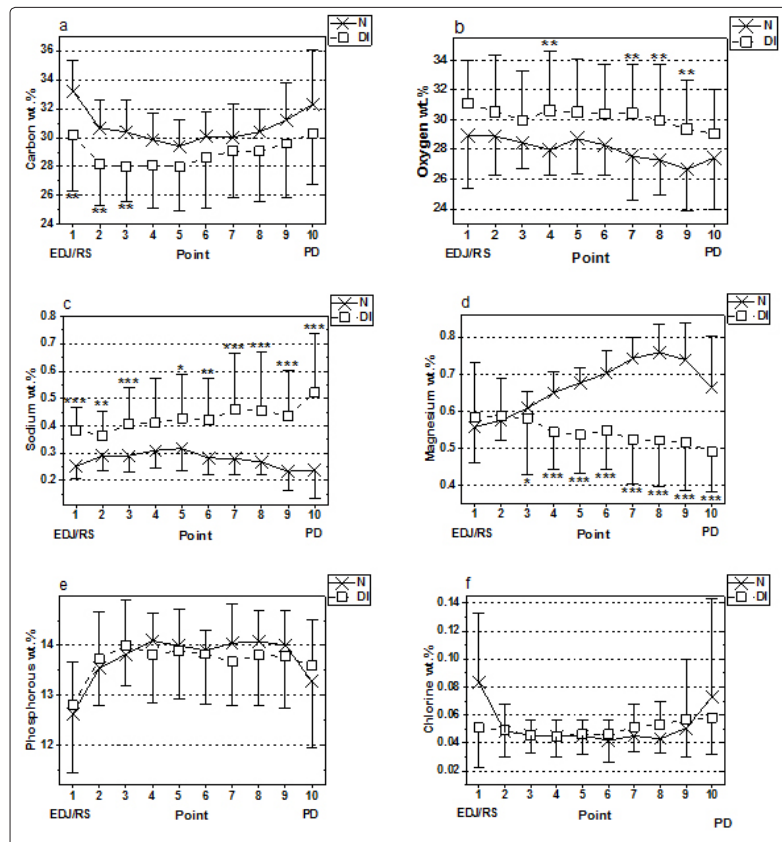 a
N
DI
Carbon wt.%
36
34
32
30
28
26
24
** ** **
1 2 3 4 5 6 7 8 9 10
EDJ/RS Point PD
b
N
DI
Oxygen wt.%
34
32
30
28
26
24
** ** ** **
1 2 3 4 5 6 7 8 9 10
EDJ/RS Point PD
c
N
DI
Sodium wt.%
0.8
0.7
0.6
0.5
0.4
0.3
0.2
*** ** *** * ** *** *** *** ***
1 2 3 4 5 6 7 8 9 10
EDJ/RS Point PD
d
N
DI
Magnesium wt.%
0.8
0.7
0.6
0.5
0.4
* *** *** *** *** *** *** ***
1 2 3 4 5 6 7 8 9 10
EDJ/RS Point PD
e
N
DI
Phosphorous wt.%
14
13
12
1 2 3 4 5 6 7 8 9 10
EDJ/RS Point PD
f
N
DI
Chlorine wt.%
0.14
0.12
0.10
0.08
0.06
0.04
0.02
1 2 3 4 5 6 7 8 9 10
EDJ/RS Point PD